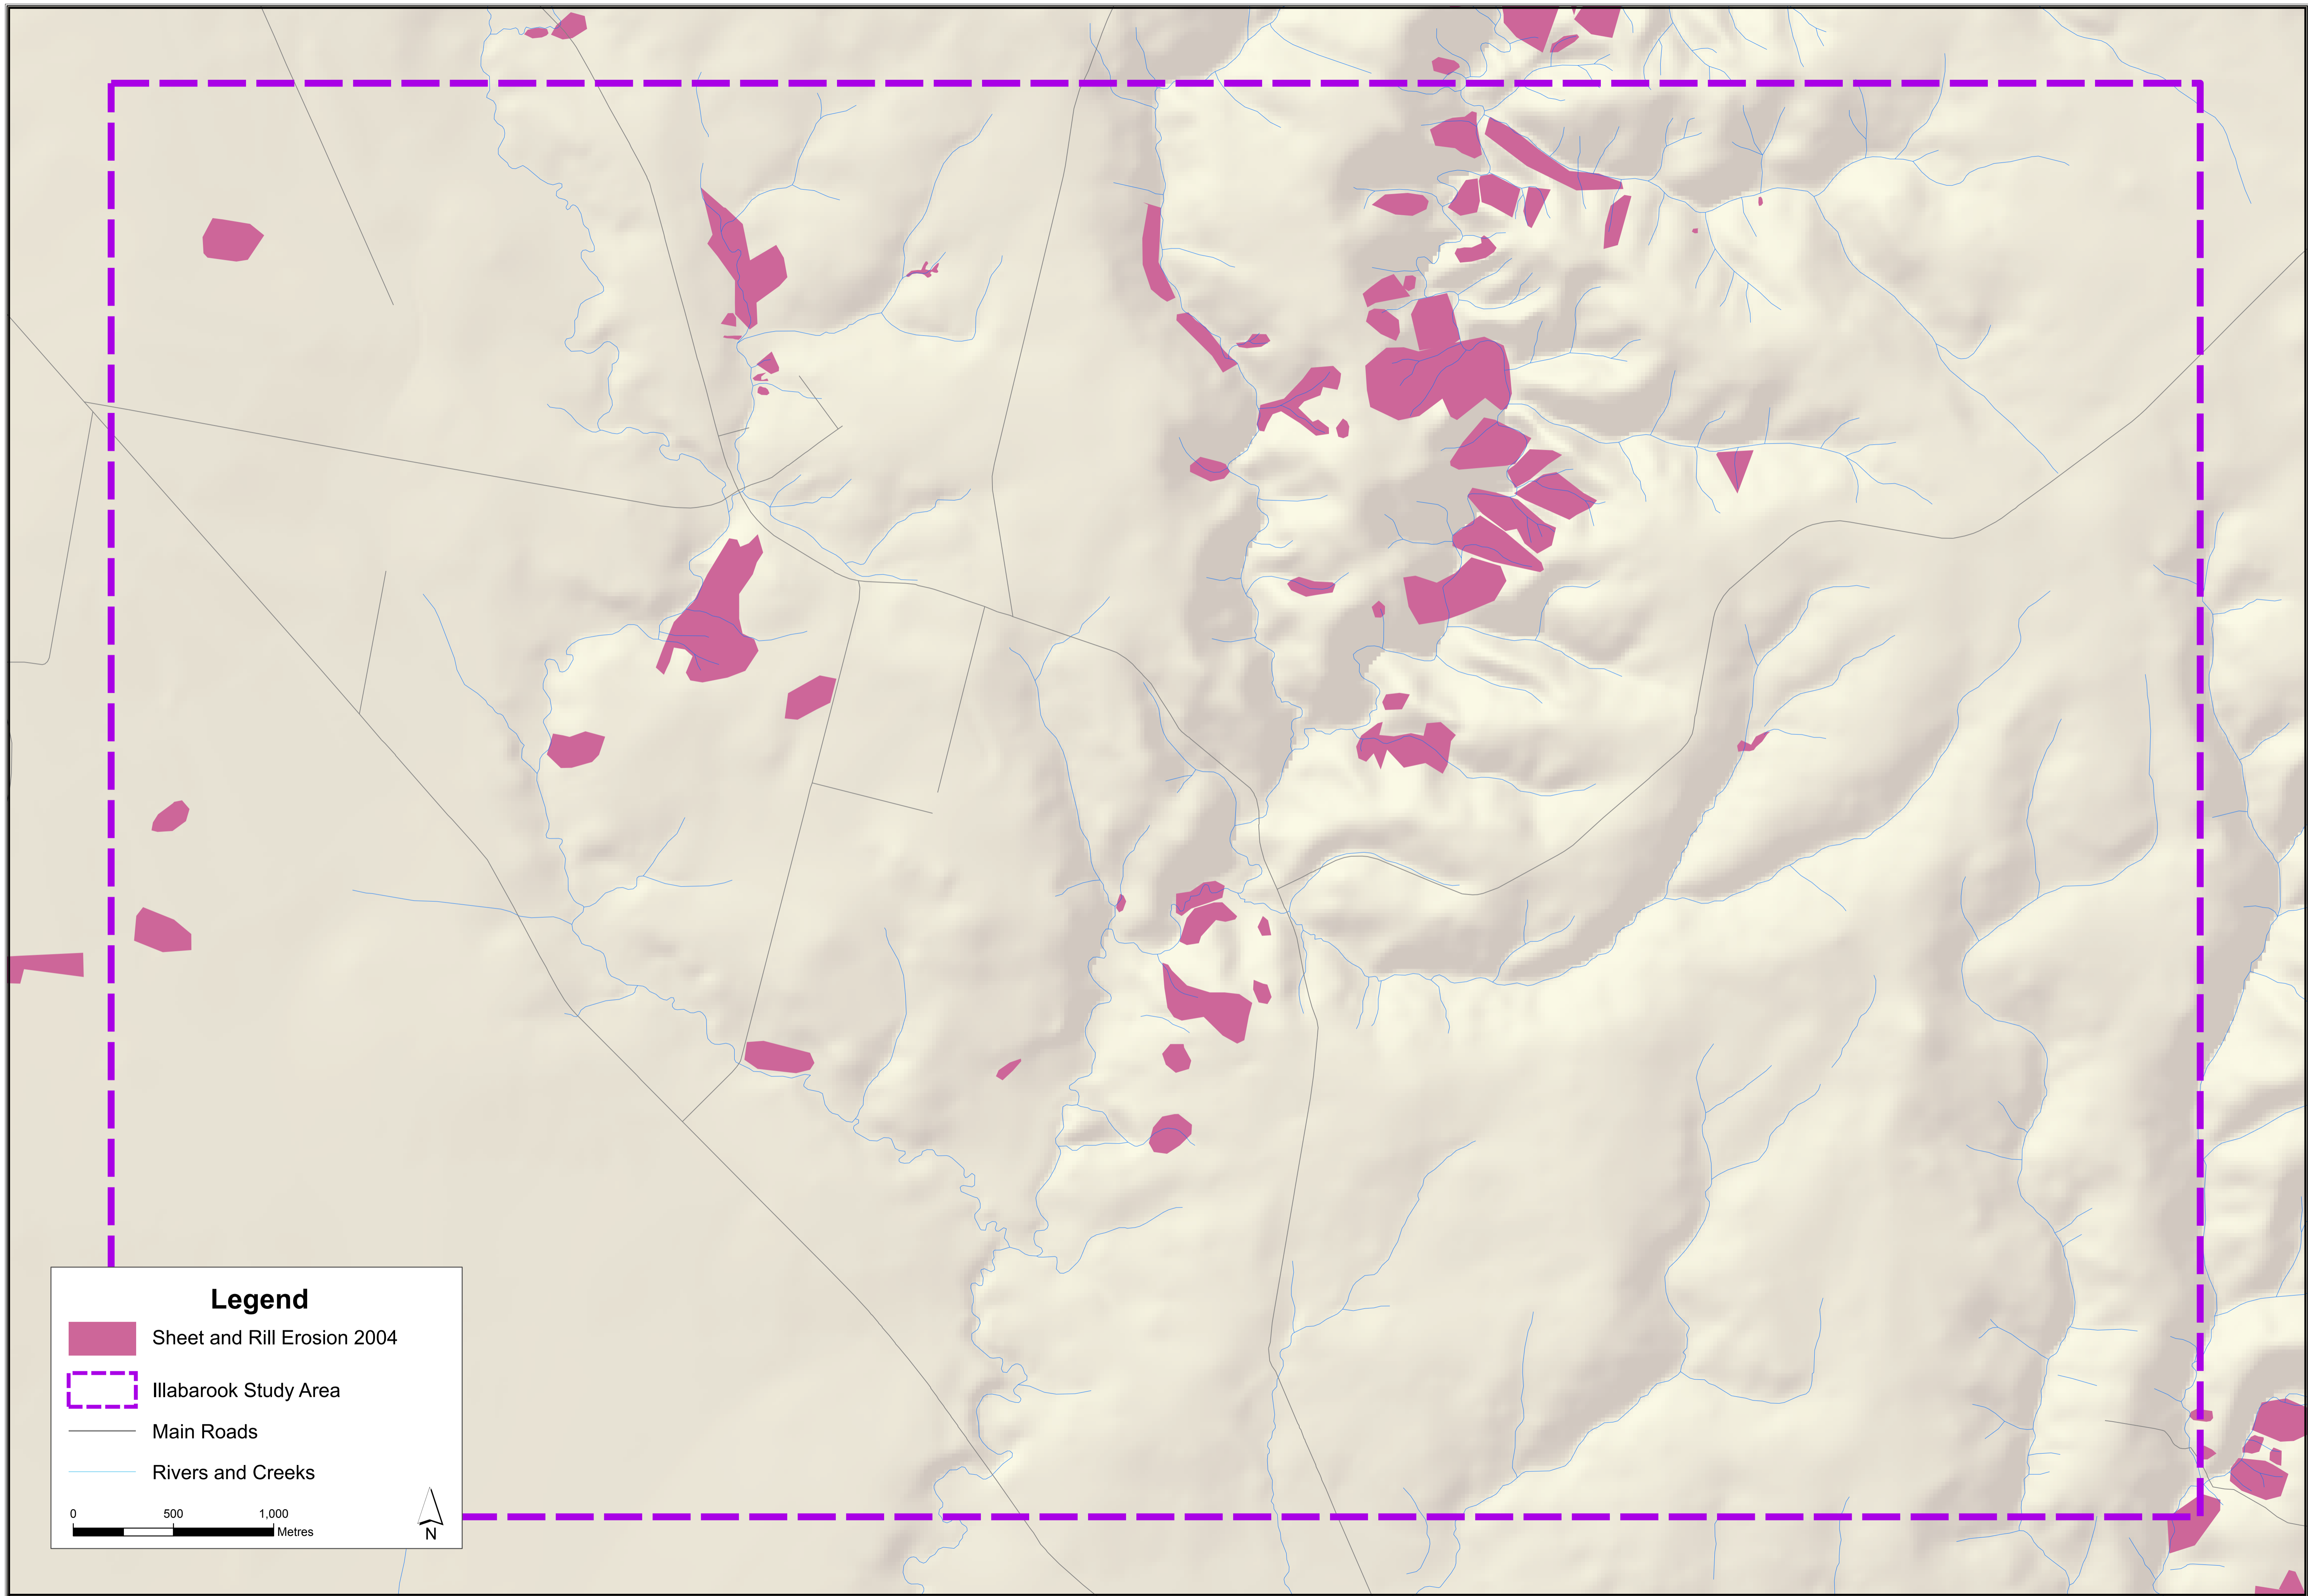 Legend
Sheet and Rill Erosion 2004
Illabarook Study Area
Main Roads
Rivers and Creeks
0 500 1,000
Metres
N